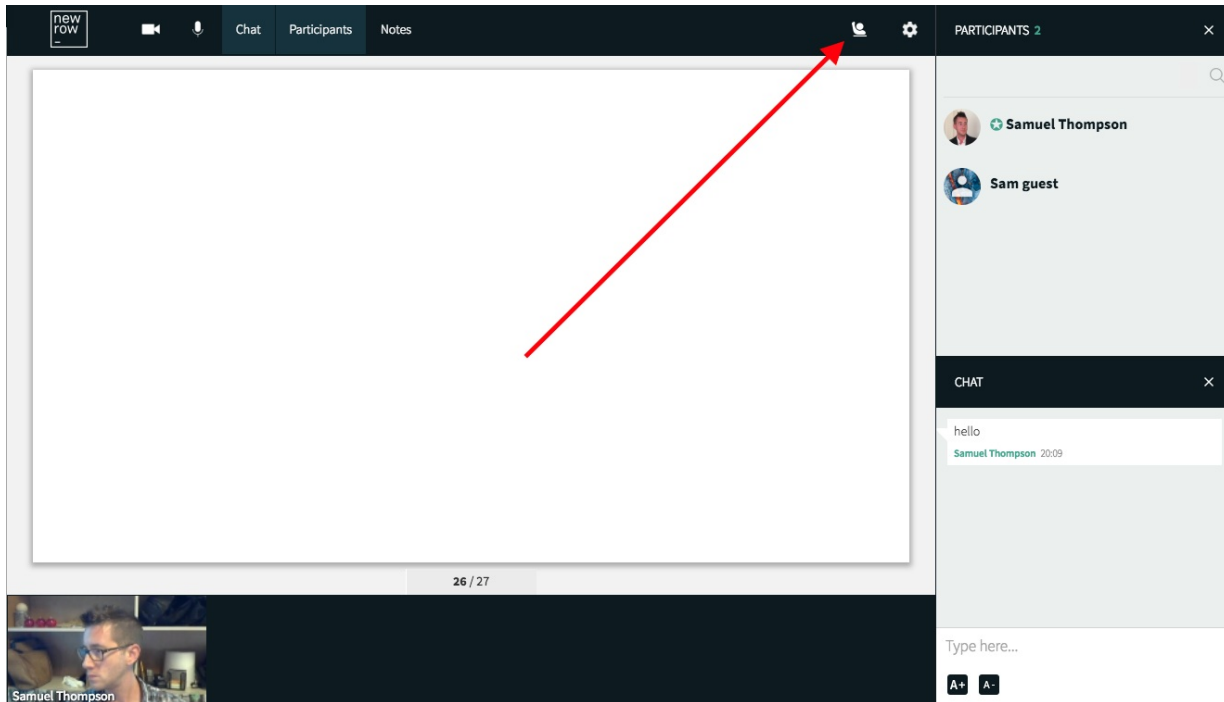 new
row
Chat
Participants
Notes
PARTICIPANTS 2
Samuel Thompson
Sam guest
CHAT
hello
Samuel Thompson 20:09
26 / 27
Samuel Thompson
Type here...
A+ A-